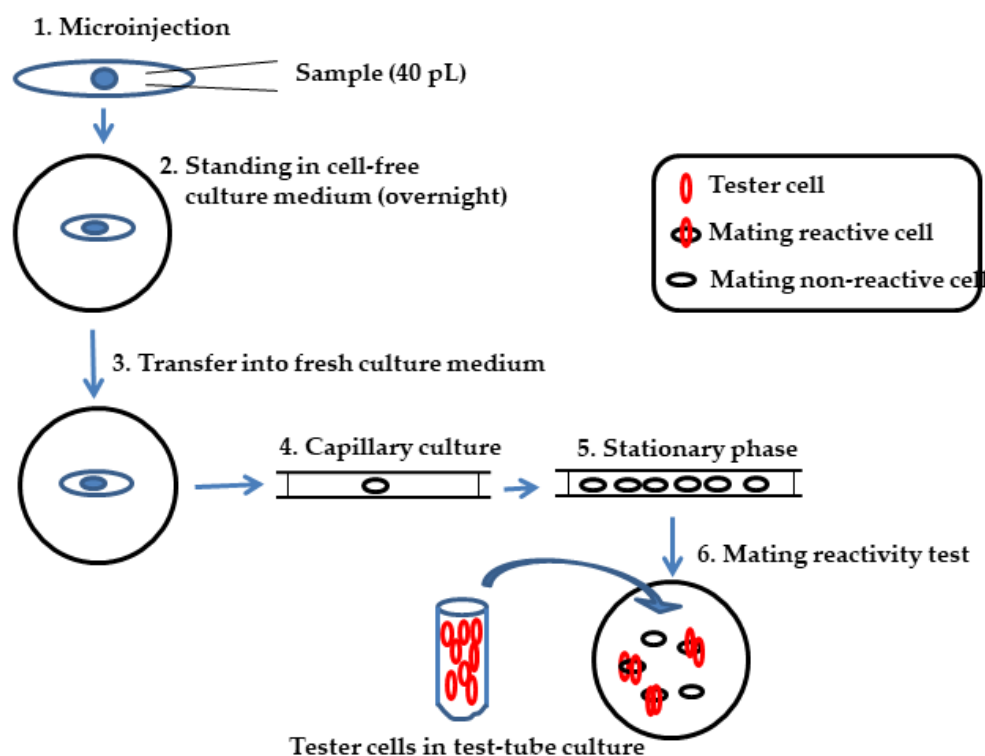 1. Microinjection
Sample (40 pL)
2. Standing in cell-free
culture medium (overnight)
Tester cell
Mating reactive cell
Mating non-reactive cell
3. Transfer into fresh culture medium
4. Capillary culture
5. Stationary phase
6. Mating reactivity test
Tester cells in test-tube culture